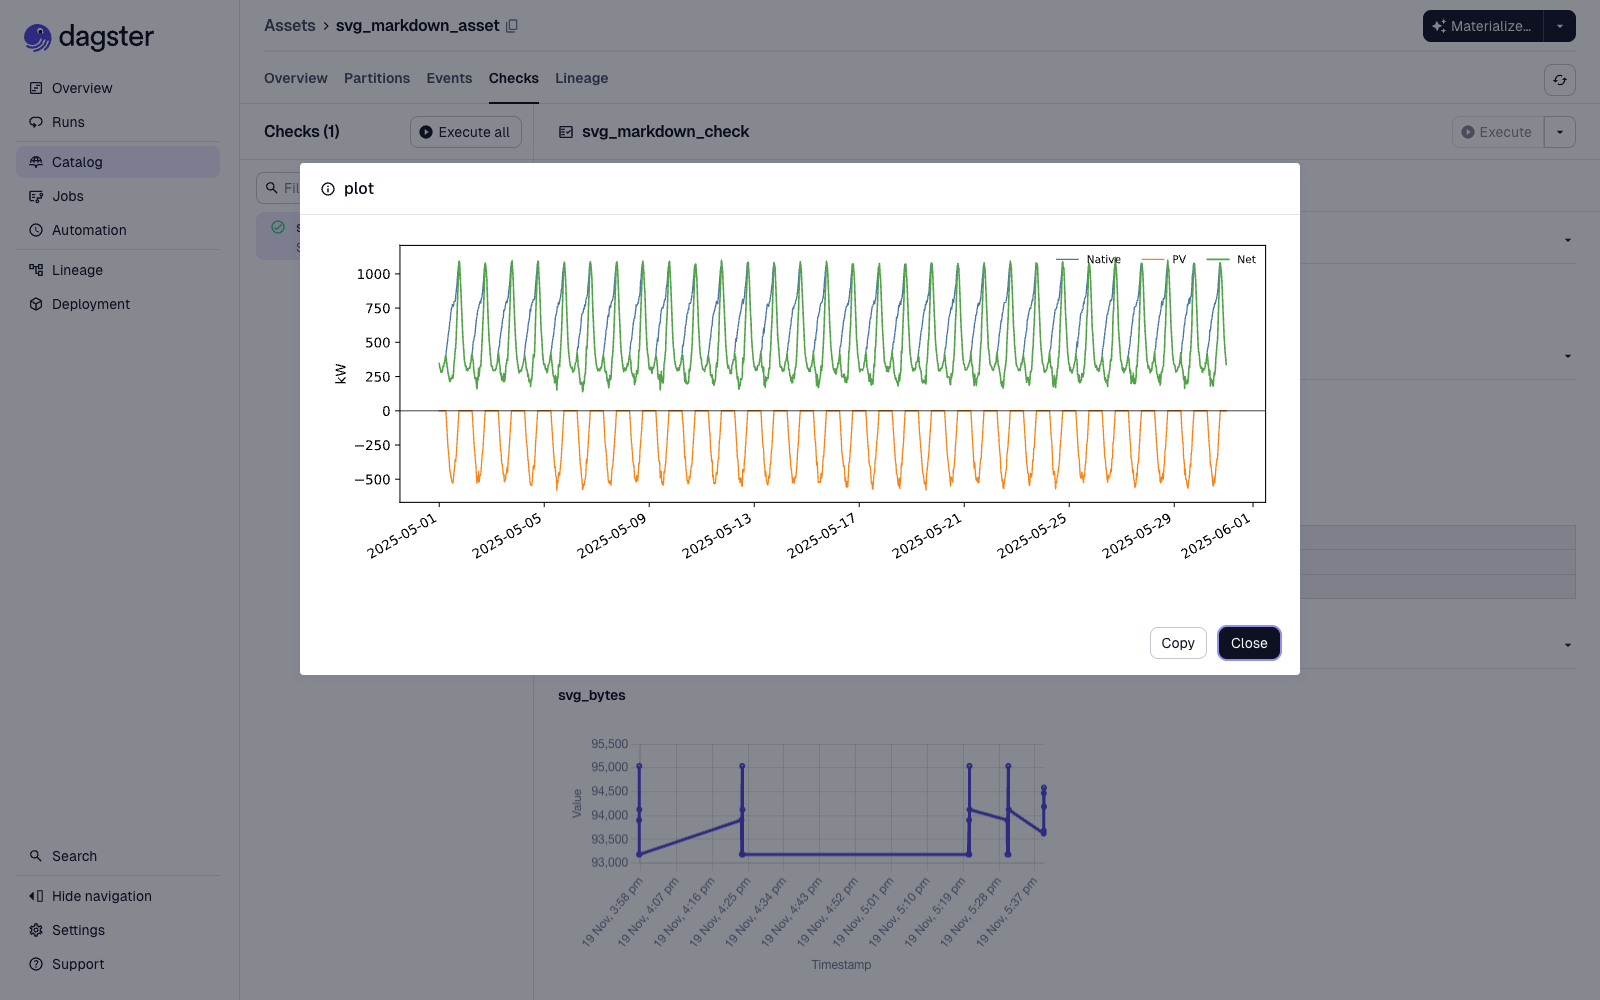 dagster
Overview
Runs
Catalog
Jobs
Automation
Lineage
Deployment
Search
Hide navigation
Settings
Support
Assets › svg_markdown_asset
Materialize...
Overview Partitions Events Checks Lineage
Checks (1)
Execute all
svg_markdown_check
Execute
plot
kW
1000
750
500
250
0
−250
−500
Native PV Net
2025-05-01
2025-05-05
2025-05-09
2025-05-13
2025-05-17
2025-05-21
2025-05-25
2025-05-29
2025-06-01
Copy
Close
svg_bytes
Value
95,500
95,000
94,500
94,000
93,500
93,000
19 Nov, 3:58 pm
19 Nov, 4:07 pm
19 Nov, 4:16 pm
19 Nov, 4:25 pm
19 Nov, 4:34 pm
19 Nov, 4:43 pm
19 Nov, 4:52 pm
19 Nov, 5:01 pm
19 Nov, 5:10 pm
19 Nov, 5:19 pm
19 Nov, 5:28 pm
19 Nov, 5:37 pm
Timestamp